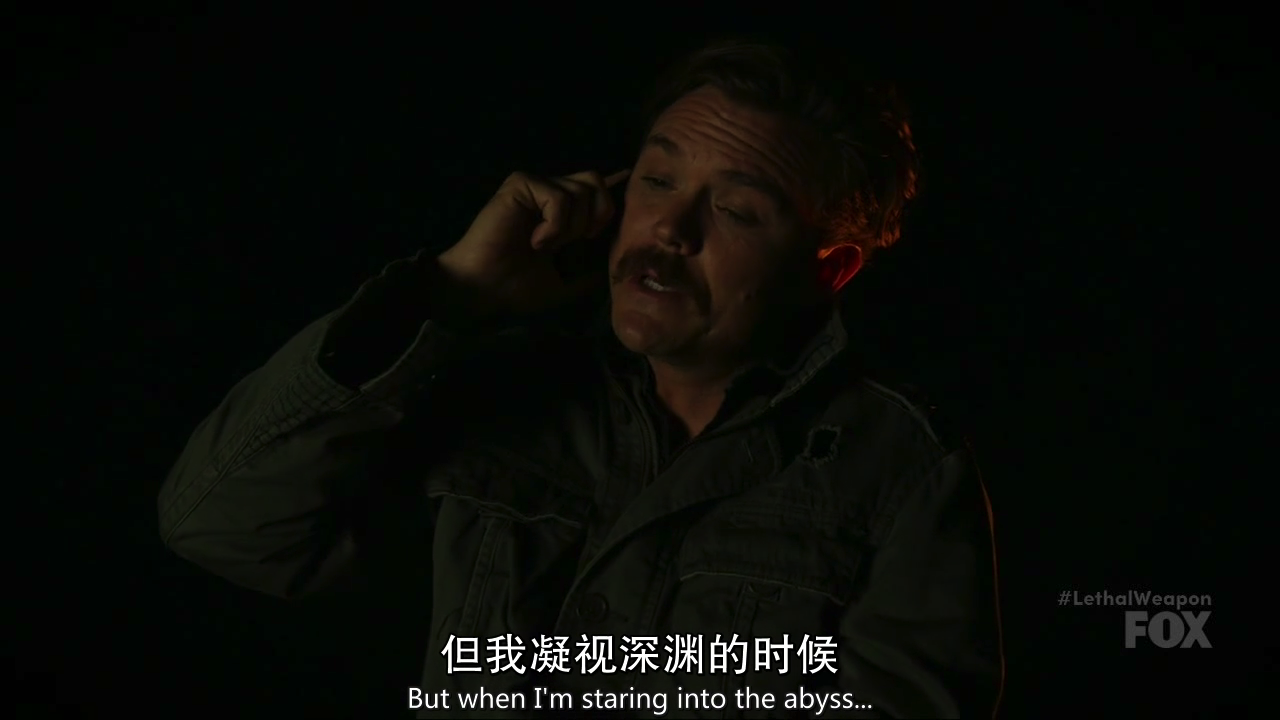 #LethalWeapon
FOX
但我凝视深渊的时候
But when I'm staring into the abyss...